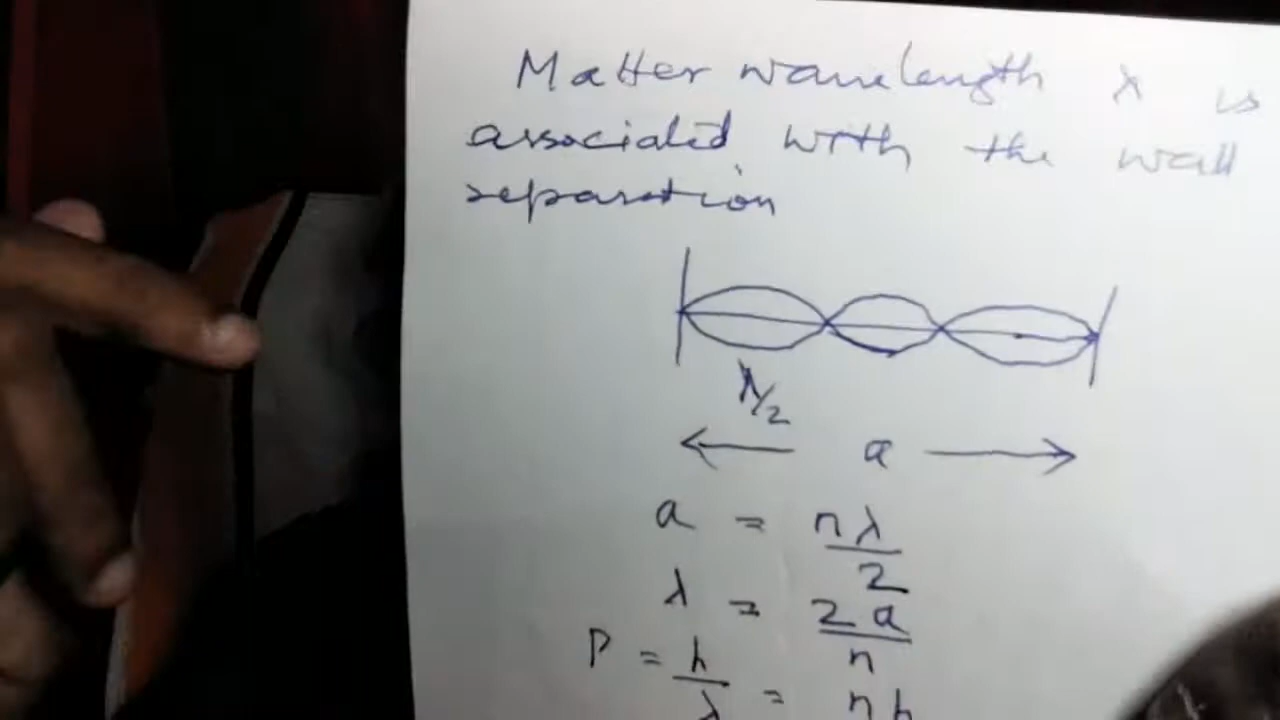 Matter wavelength λ is
associated with the wall
separation
λ/2
a
a = nλ/2
λ = 2a/n
P = h/λ = nh